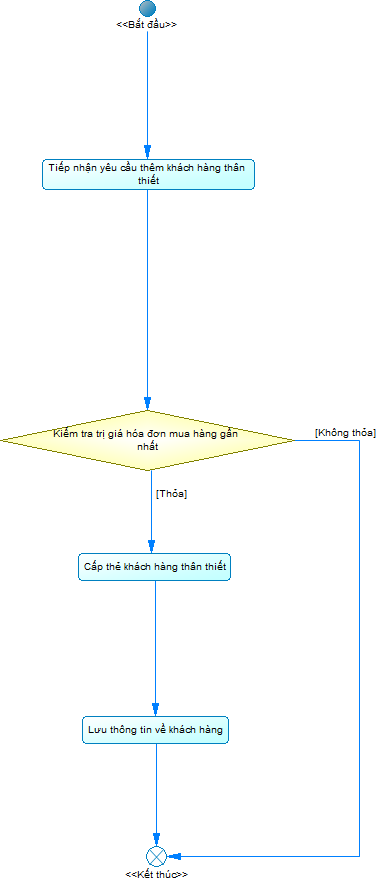 <<Bắt đầu>>
Tiếp nhận yêu cầu thêm khách hàng thân
thiết
Kiểm tra trị giá hóa đơn mua hàng gần
nhất
[Không thỏa]
[Thỏa]
Cấp thẻ khách hàng thân thiết
Lưu thông tin về khách hàng
<<Kết thúc>>